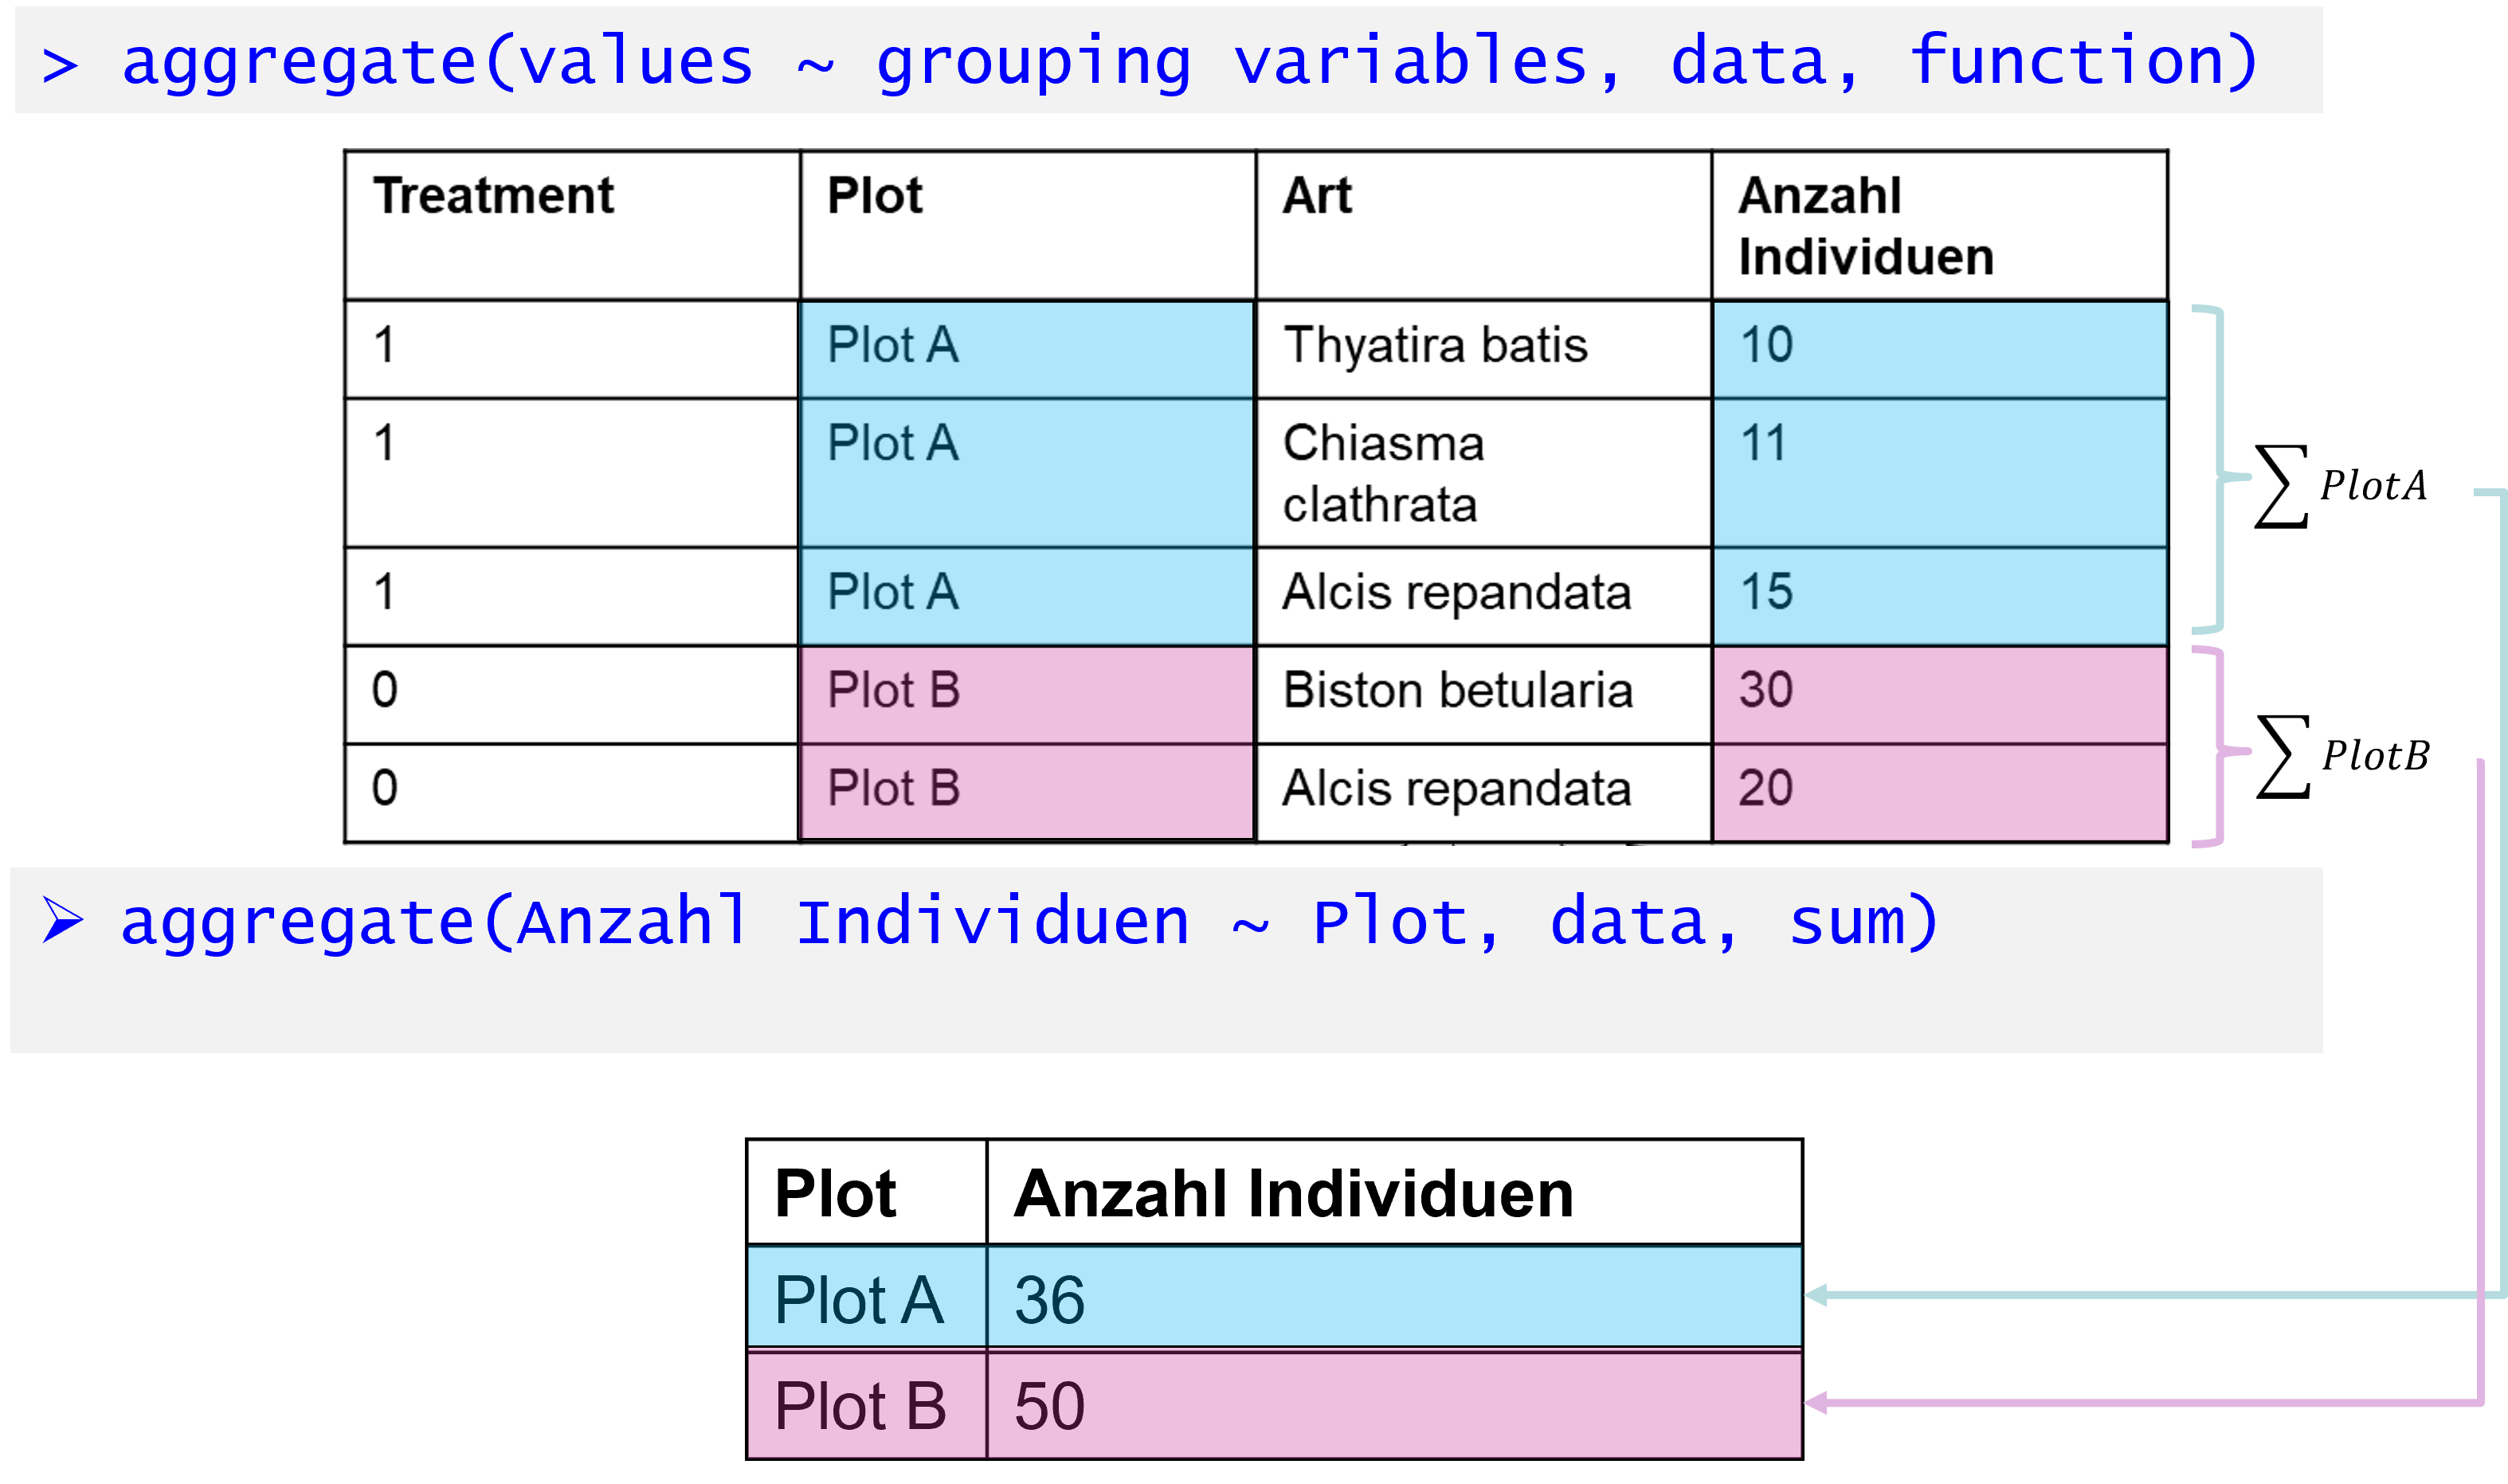 > aggregate(values ~ grouping variables, data, function)
Treatment Plot Art Anzahl
Individuen
1 Plot A Thyatira batis 10
1 Plot A Chiasma 11
clathrata
1 Plot A Alcis repandata 15
0 Plot B Biston betularia 30
0 Plot B Alcis repandata 20
∑ PlotA
∑ PlotB
➢ aggregate(Anzahl Individuen ~ Plot, data, sum)
Plot Anzahl Individuen
Plot A 36
Plot B 50